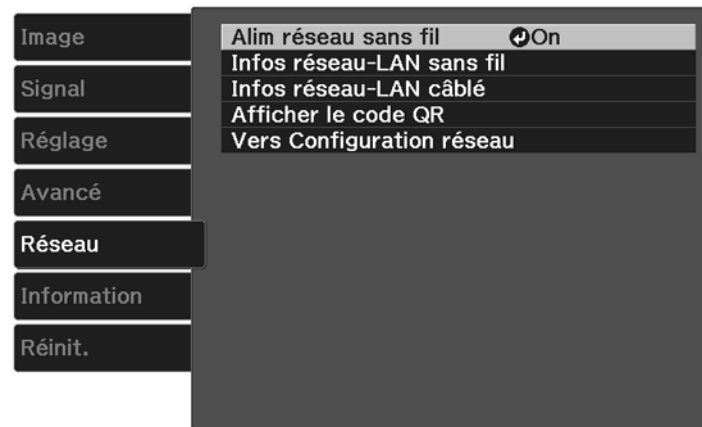 Image
Signal
Réglage
Avancé
Réseau
Information
Réinit.
Alim réseau sans fil On
Infos réseau-LAN sans fil
Infos réseau-LAN câblé
Afficher le code QR
Vers Configuration réseau